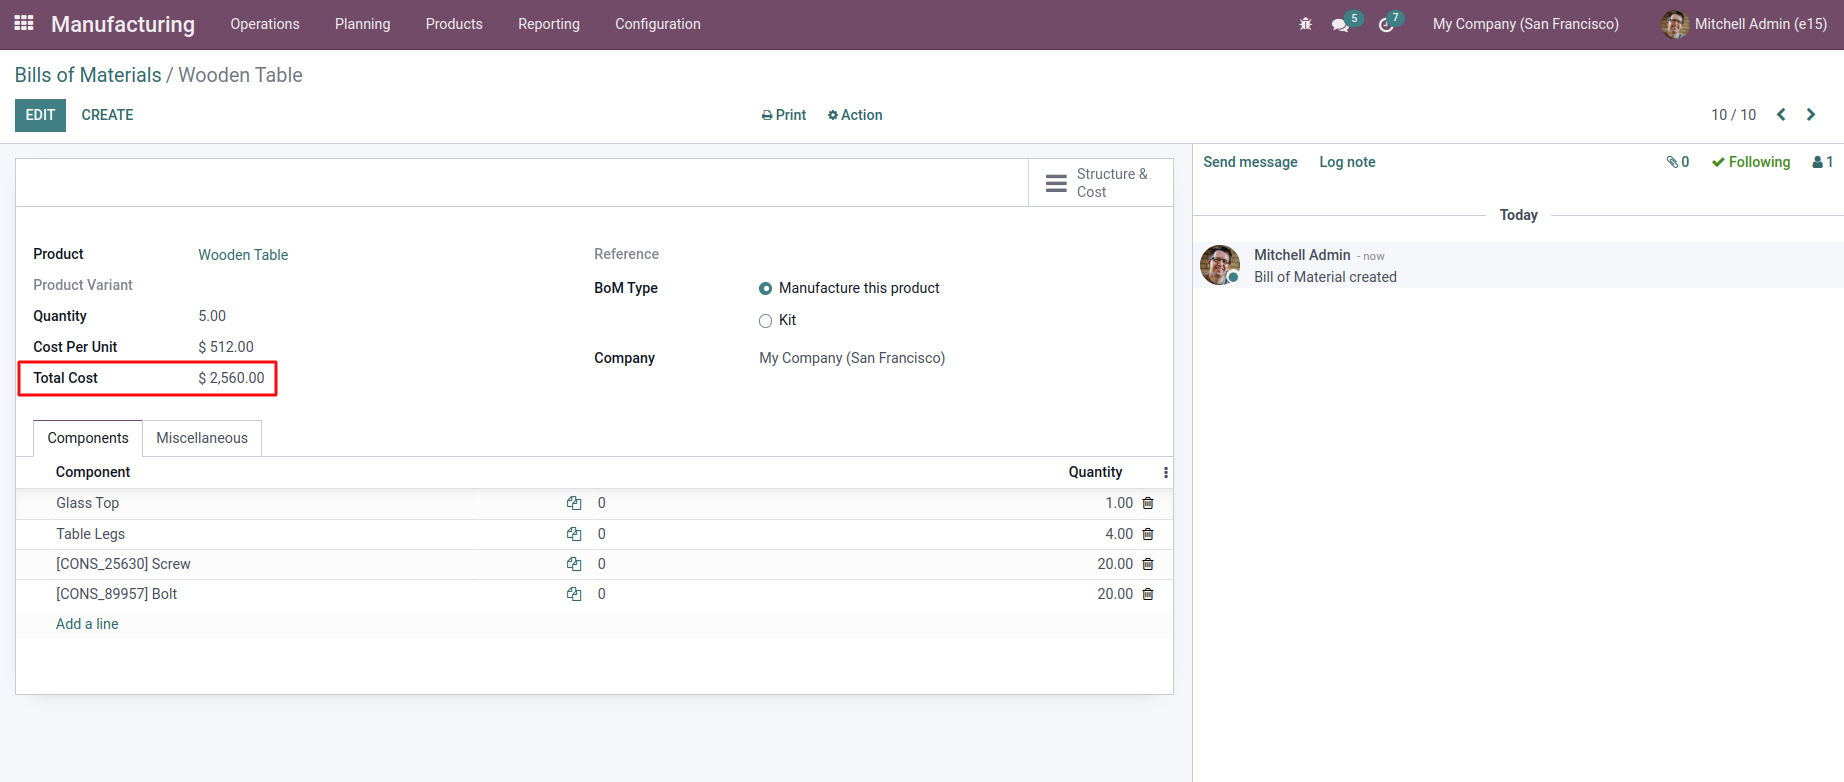 Manufacturing Operations Planning Products Reporting Configuration 5 7 My Company (San Francisco) Mitchell Admin (e15)
Bills of Materials / Wooden Table
EDIT CREATE Print Action 10 / 10
Structure &
Cost
Product Wooden Table
Product Variant
Quantity 5.00
Cost Per Unit $ 512.00
Total Cost $ 2,560.00
Reference
BoM Type Manufacture this product
Kit
Company My Company (San Francisco)
Components Miscellaneous
Component Quantity
Glass Top 0 1.00
Table Legs 0 4.00
[CONS_25630] Screw 0 20.00
[CONS_89957] Bolt 0 20.00
Add a line
Send message Log note 0 Following 1
Today
Mitchell Admin - now
Bill of Material created